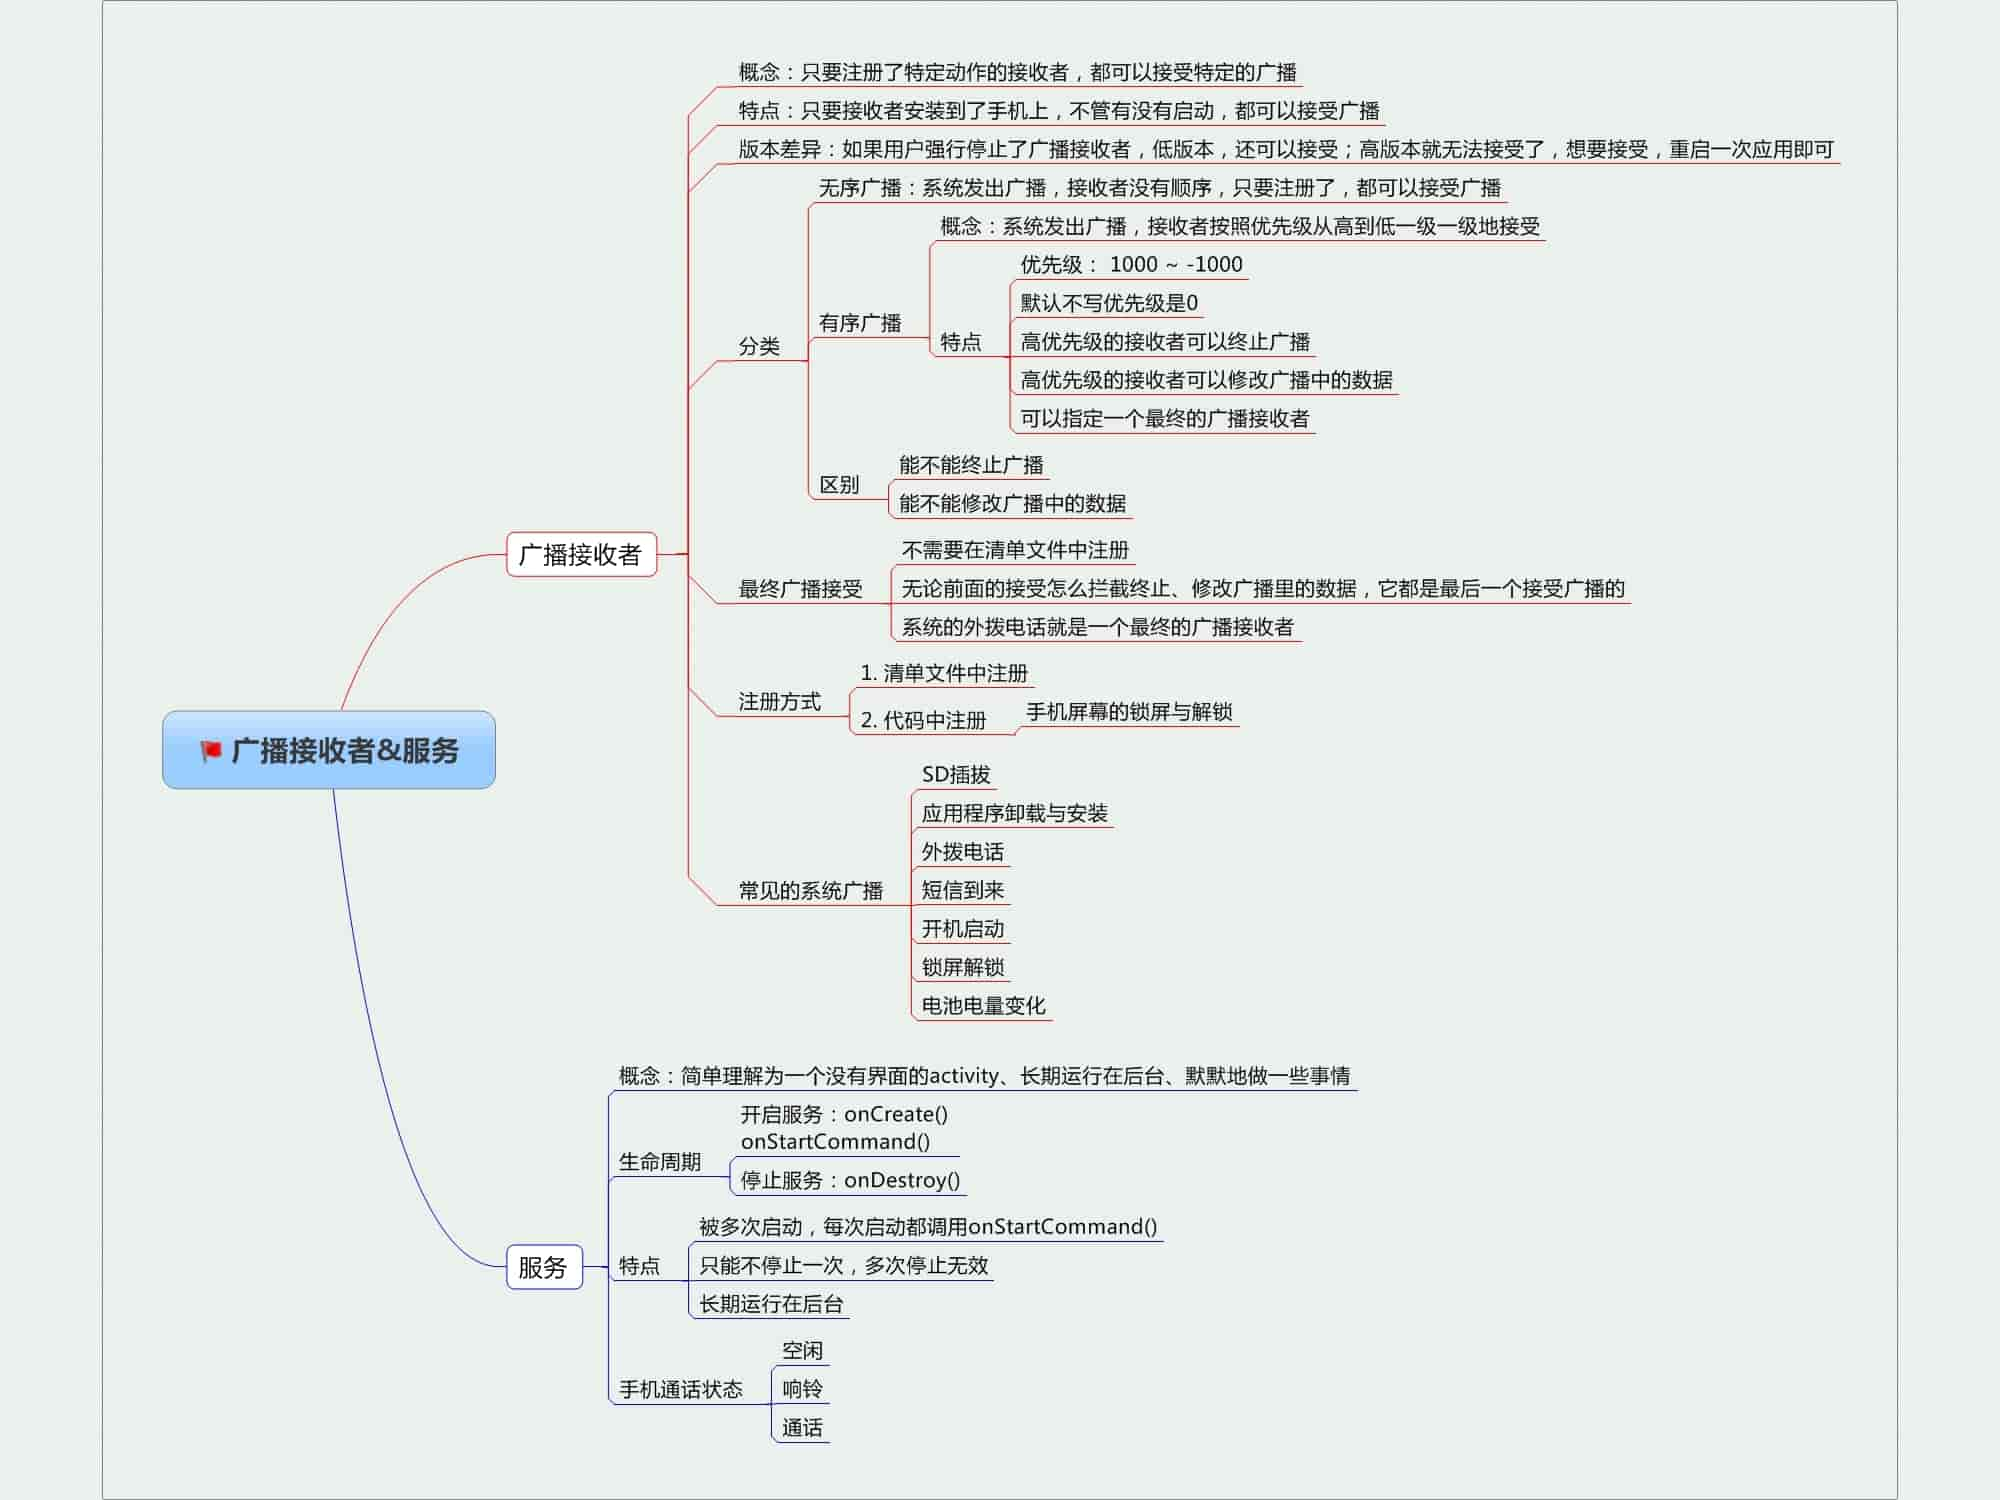 广播接收者&服务
广播接收者
概念：只要注册了特定动作的接收者，都可以接受特定的广播
特点：只要接收者安装到了手机上，不管有没有启动，都可以接受广播
版本差异：如果用户强行停止了广播接收者，低版本，还可以接受；高版本就无法接受了，想要接受，重启一次应用即可
分类
无序广播：系统发出广播，接收者没有顺序，只要注册了，都可以接受广播
有序广播
概念：系统发出广播，接收者按照优先级从高到低一级一级地接受
特点
优先级： 1000 ~ -1000
默认不写优先级是0
高优先级的接收者可以终止广播
高优先级的接收者可以修改广播中的数据
可以指定一个最终的广播接收者
区别
能不能终止广播
能不能修改广播中的数据
最终广播接受
不需要在清单文件中注册
无论前面的接受怎么拦截终止、修改广播里的数据，它都是最后一个接受广播的
系统的外拨电话就是一个最终的广播接收者
注册方式
1. 清单文件中注册
2. 代码中注册
手机屏幕的锁屏与解锁
常见的系统广播
SD插拔
应用程序卸载与安装
外拨电话
短信到来
开机启动
锁屏解锁
电池电量变化
服务
概念：简单理解为一个没有界面的activity、长期运行在后台、默默地做一些事情
生命周期
开启服务：onCreate()
onStartCommand()
停止服务：onDestroy()
特点
被多次启动，每次启动都调用onStartCommand()
只能不停止一次，多次停止无效
长期运行在后台
手机通话状态
空闲
响铃
通话